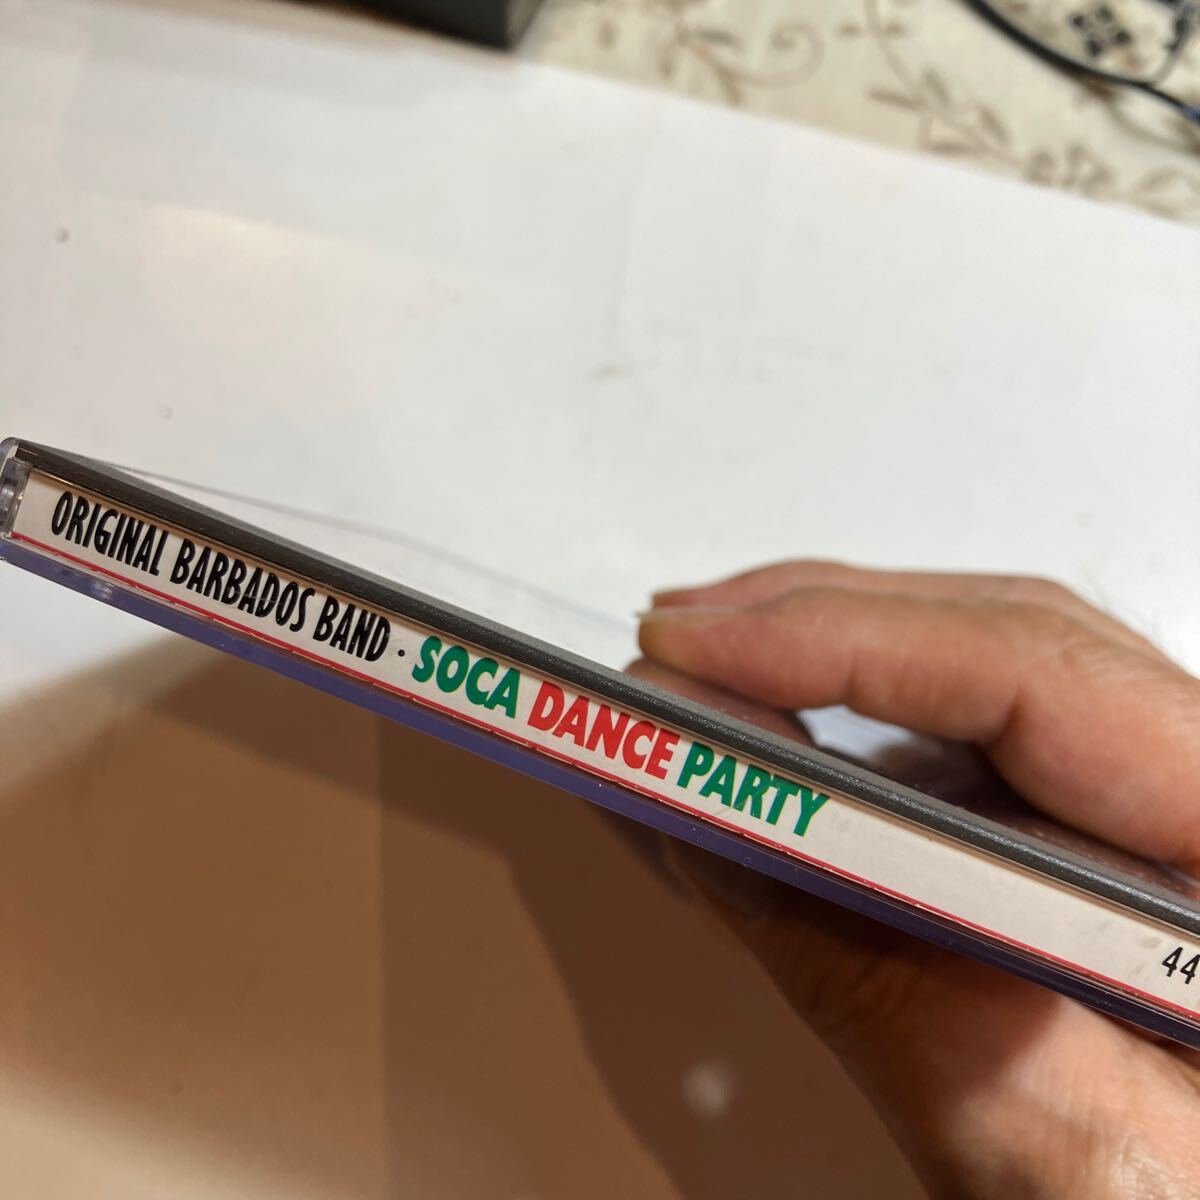 ORIGINAL BARBADOS BAND · SOCA DANCE PARTY 44